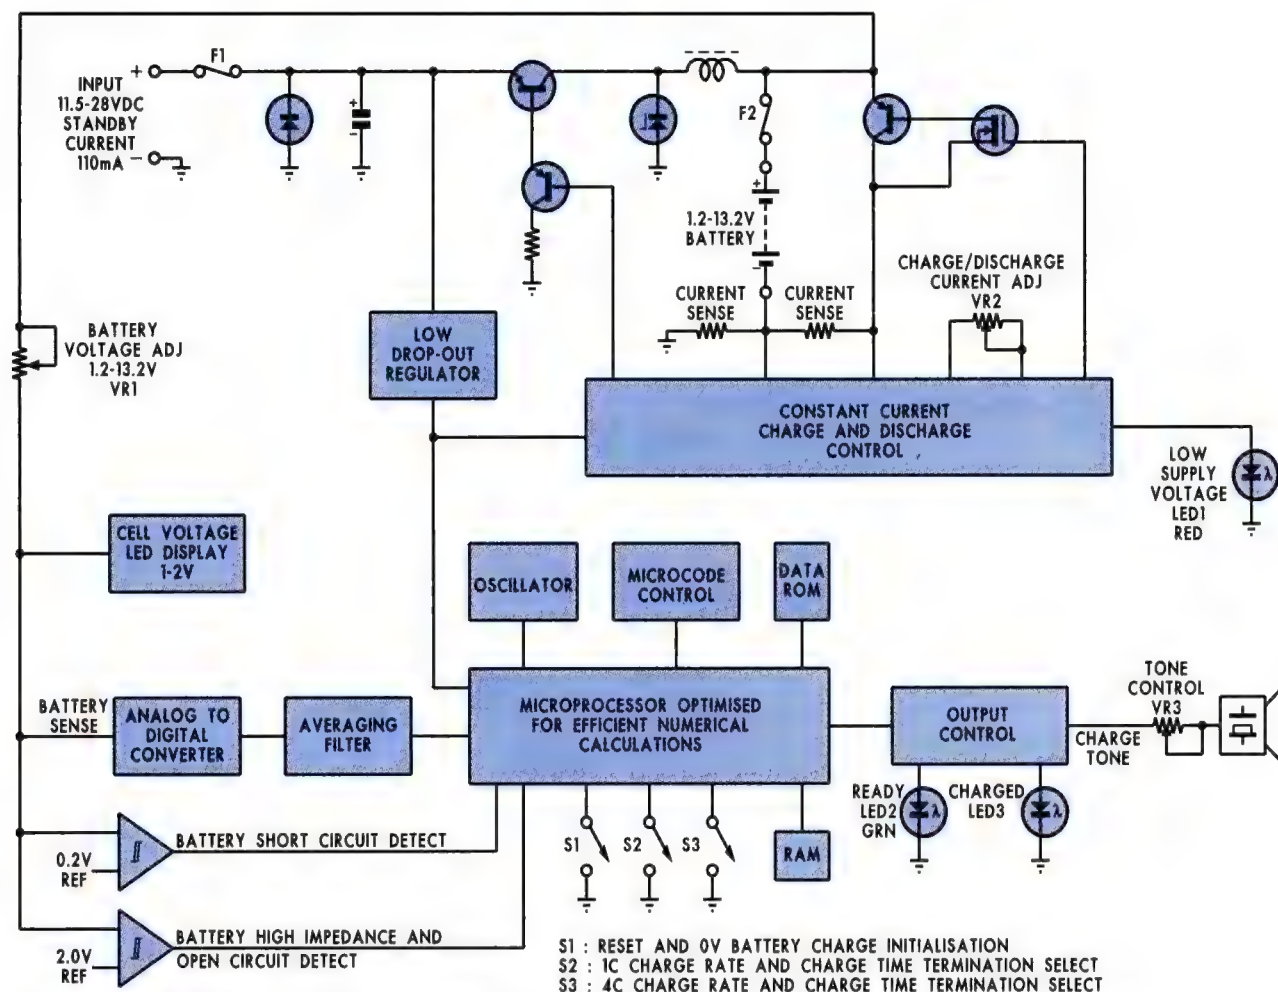 F1
+
INPUT
11.5-28VDC
STANDBY
CURRENT
110mA
−
+
−
F2
+
1.2-13.2V
BATTERY
−
CURRENT
SENSE
CURRENT
SENSE
CHARGE/DISCHARGE
CURRENT ADJ
VR2
BATTERY
VOLTAGE ADJ
1.2-13.2V
VR1
LOW
DROP-OUT
REGULATOR
CONSTANT CURRENT
CHARGE AND DISCHARGE
CONTROL
LOW
SUPPLY
VOLTAGE
LED1
RED
λ
CELL VOLTAGE
LED DISPLAY
1-2V
OSCILLATOR
MICROCODE
CONTROL
DATA
ROM
BATTERY
SENSE
ANALOG TO
DIGITAL
CONVERTER
AVERAGING
FILTER
MICROPROCESSOR OPTIMISED
FOR EFFICIENT NUMERICAL
CALCULATIONS
OUTPUT
CONTROL
TONE
CONTROL
VR3
CHARGE
TONE
READY
LED2
GRN
λ
CHARGED
LED3
λ
BATTERY SHORT CIRCUIT DETECT
0.2V
REF
S1
S2
S3
RAM
BATTERY HIGH IMPEDANCE AND
OPEN CIRCUIT DETECT
2.0V
REF
S1 : RESET AND 0V BATTERY CHARGE INITIALISATION
S2 : 1C CHARGE RATE AND CHARGE TIME TERMINATION SELECT
S3 : 4C CHARGE RATE AND CHARGE TIME TERMINATION SELECT